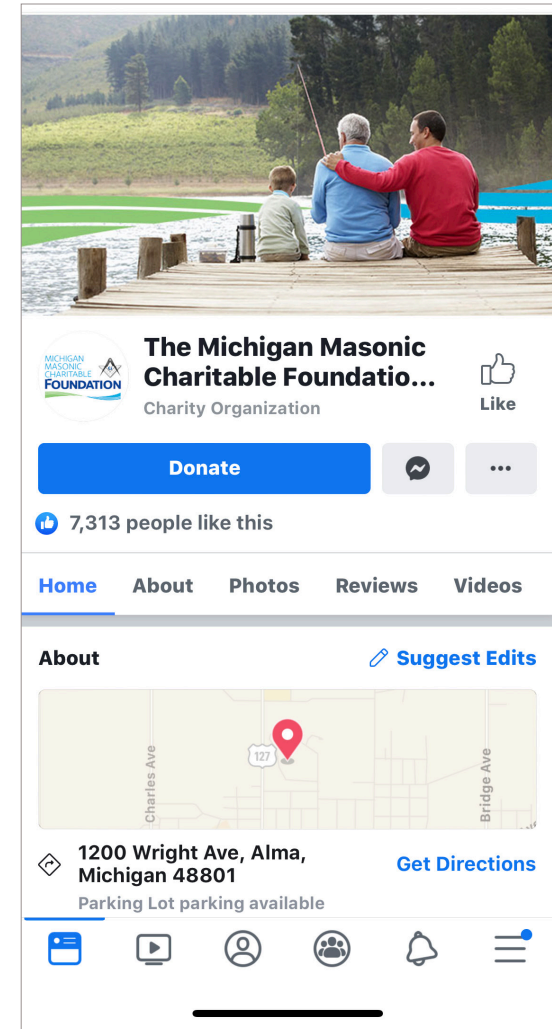 MICHIGAN
MASONIC
CHARITABLE
FOUNDATION
The Michigan Masonic
Charitable Foundatio...
Charity Organization
Like
Donate
7,313 people like this
Home About Photos Reviews Videos
About
Suggest Edits
Charles Ave
127
Bridge Ave
1200 Wright Ave, Alma,
Michigan 48801
Get Directions
Parking Lot parking available